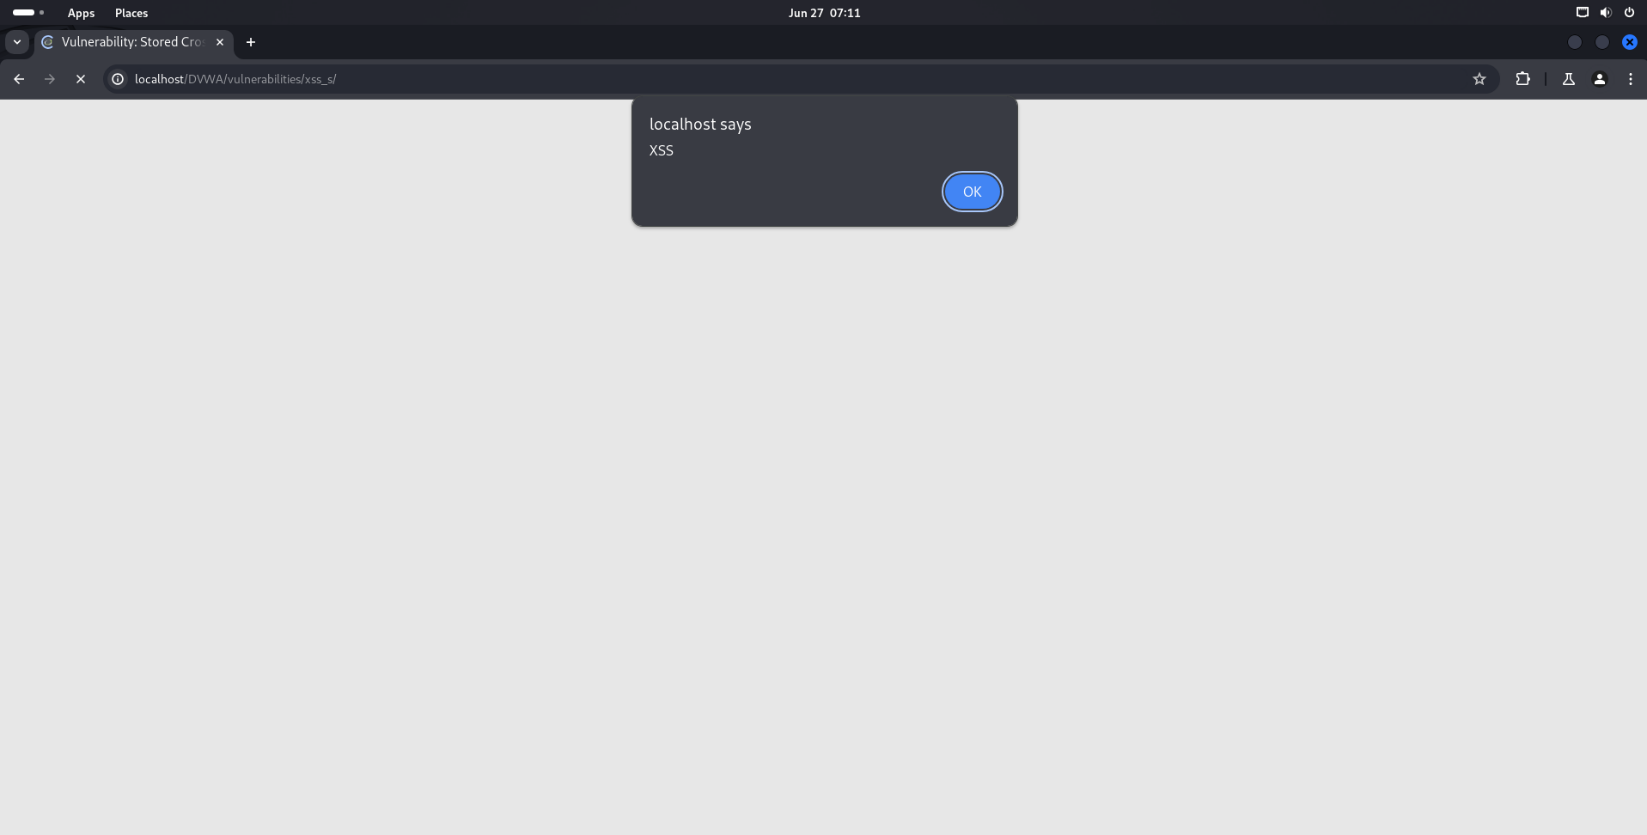 Apps Places Jun 27 07:11
Vulnerability: Stored Cro
localhost/DVWA/vulnerabilities/xss_s/
localhost says
XSS
OK